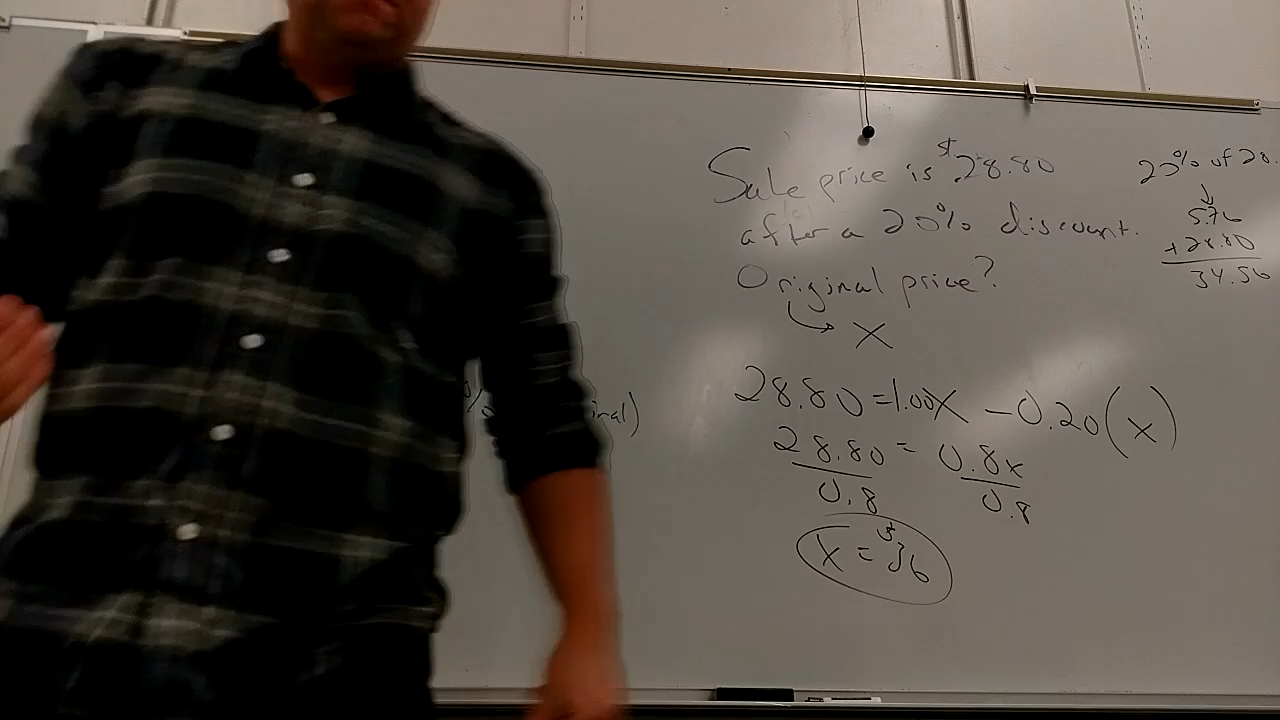 Sale price is $28.80
after a 20% discount.
Original price?
x
28.80 = 1.00x - 0.20(x)
28.80 = 0.8x
0.8 0.8
x = $36
20% of 28.
5.76
+28.80
34.56